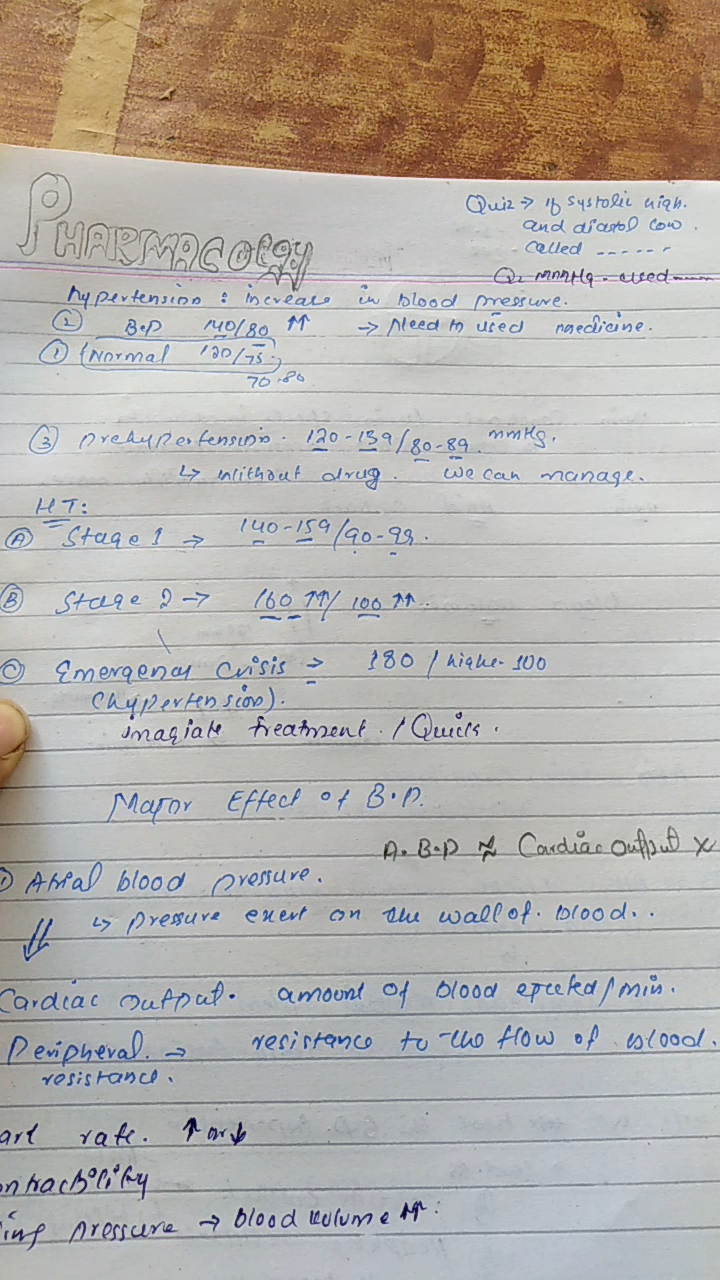 PHARMACOLOGY
Quiz → If systolic high.
and diastol low.
called ------
Q2 mmHg - used -----
hypertension : increase in blood pressure.
② B.P 140/80 ↑↑ → Need to used medicine.
① (Normal 120/75.
70-80
③ prehypertension. 120-139/80-89. mmHg.
↳ without drug. we can manage.
HT:
Ⓐ Stage 1 → 140-159/90-99.
Ⓑ Stage 2 → 160 ↑↑/ 100 ↑↑.
Ⓒ Emergency Crisis → 180 / highe- 100
(hypertension).
imagiate treatment. / Quick.
Major Effect of B.P.
A.B.P ≈ Cardiac output ×
① Atrial blood pressure.
↳ pressure exert on the wall of. blood..
Cardiac output. amount of blood ejected/min.
Peripheral. → resistance to the flow of blood.
resistance.
art rate. ↑ or ↓
ntractility
ing pressure → blood volume ↑↑: